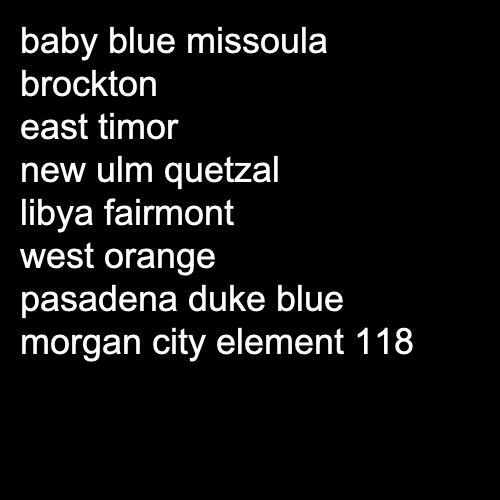 baby blue missoula
brockton
east timor
new ulm quetzal
libya fairmont
west orange
pasadena duke blue
morgan city element 118